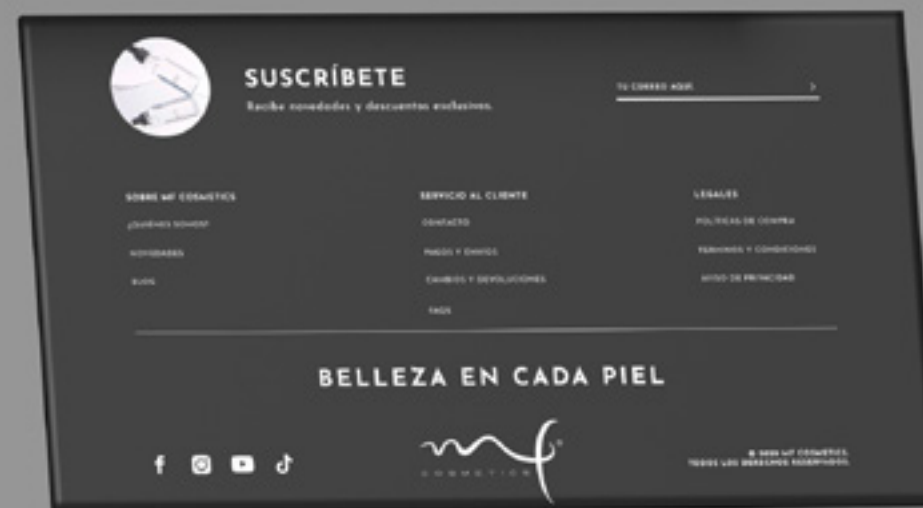 SUSCRÍBETE
Recibe novedades y descuentos exclusivos.
TU CORREO AQUÍ
SOBRE MF COSMETICS
¿QUIÉNES SOMOS?
NOVEDADES
BLOG
SERVICIO AL CLIENTE
CONTACTO
PAGOS Y ENVÍOS
CAMBIOS Y DEVOLUCIONES
FAQS
LEGALES
POLÍTICAS DE COMPRA
TERMINOS Y CONDICIONES
AVISO DE PRIVACIDAD
BELLEZA EN CADA PIEL
mf
COSMETICS
© MF COSMETICS.
TODOS LOS DERECHOS RESERVADOS.